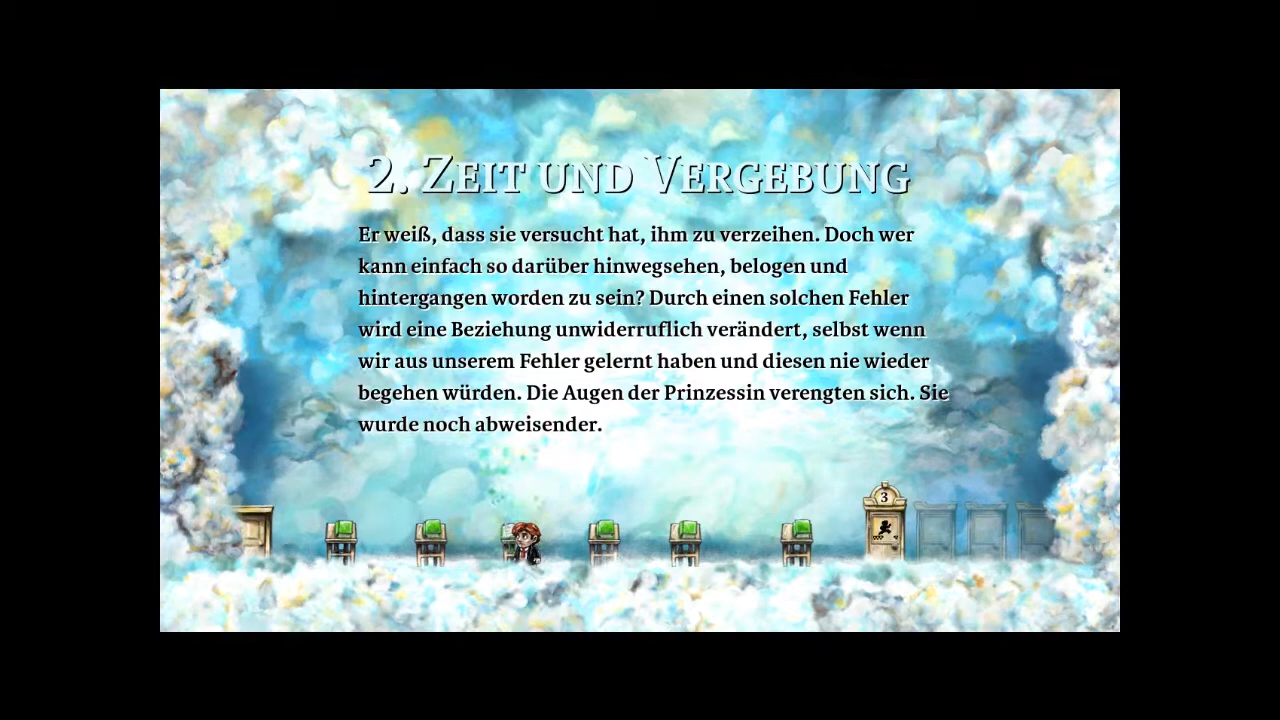 2. Zeit und Vergebung
Er weiß, dass sie versucht hat, ihm zu verzeihen. Doch wer
kann einfach so darüber hinwegsehen, belogen und
hintergangen worden zu sein? Durch einen solchen Fehler
wird eine Beziehung unwiderruflich verändert, selbst wenn
wir aus unserem Fehler gelernt haben und diesen nie wieder
begehen würden. Die Augen der Prinzessin verengten sich. Sie
wurde noch abweisender.
3